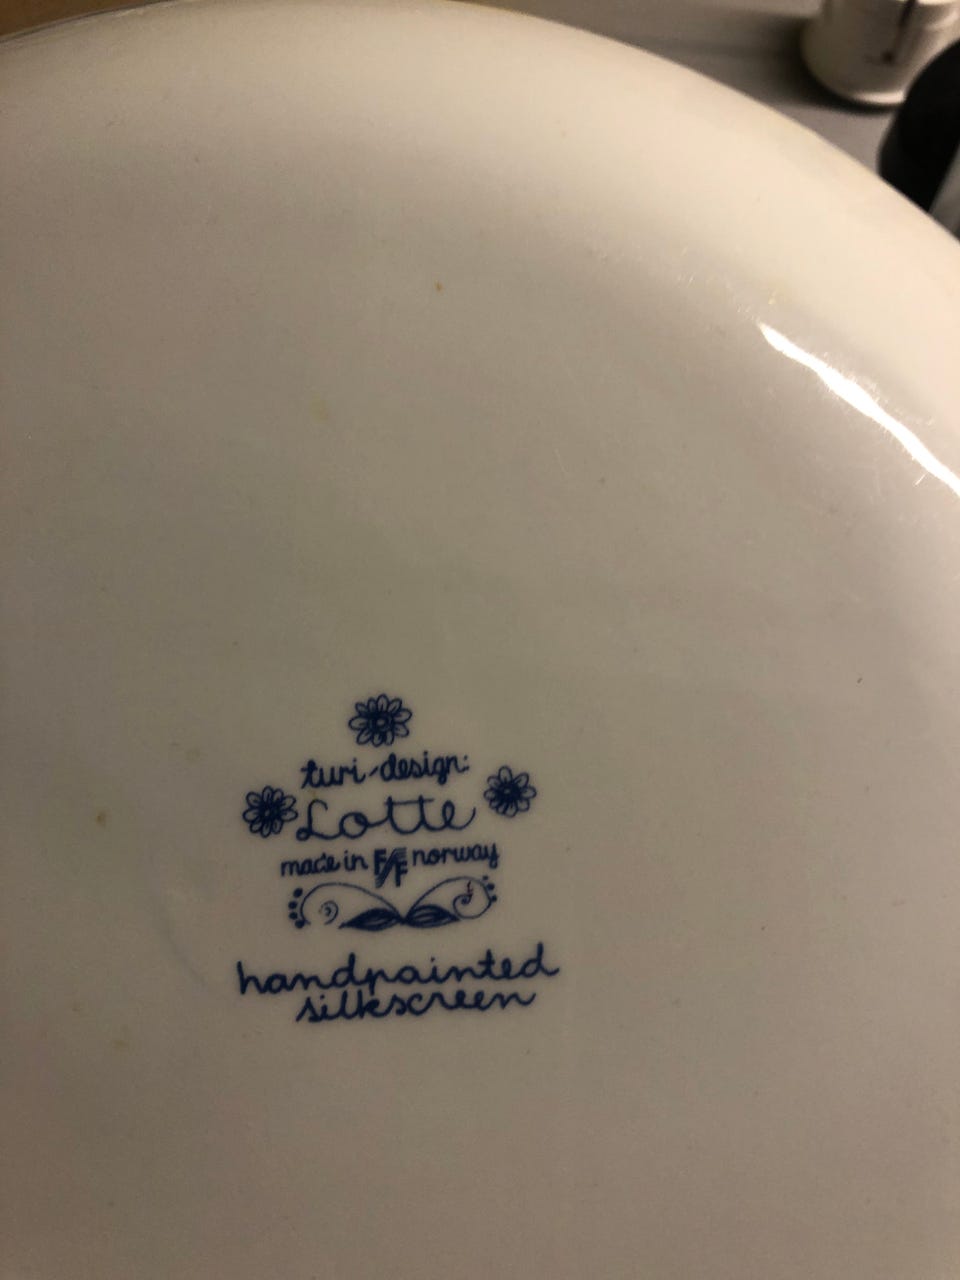 turi-design:
Lotte
made in F/F norway
handpainted
silkscreen